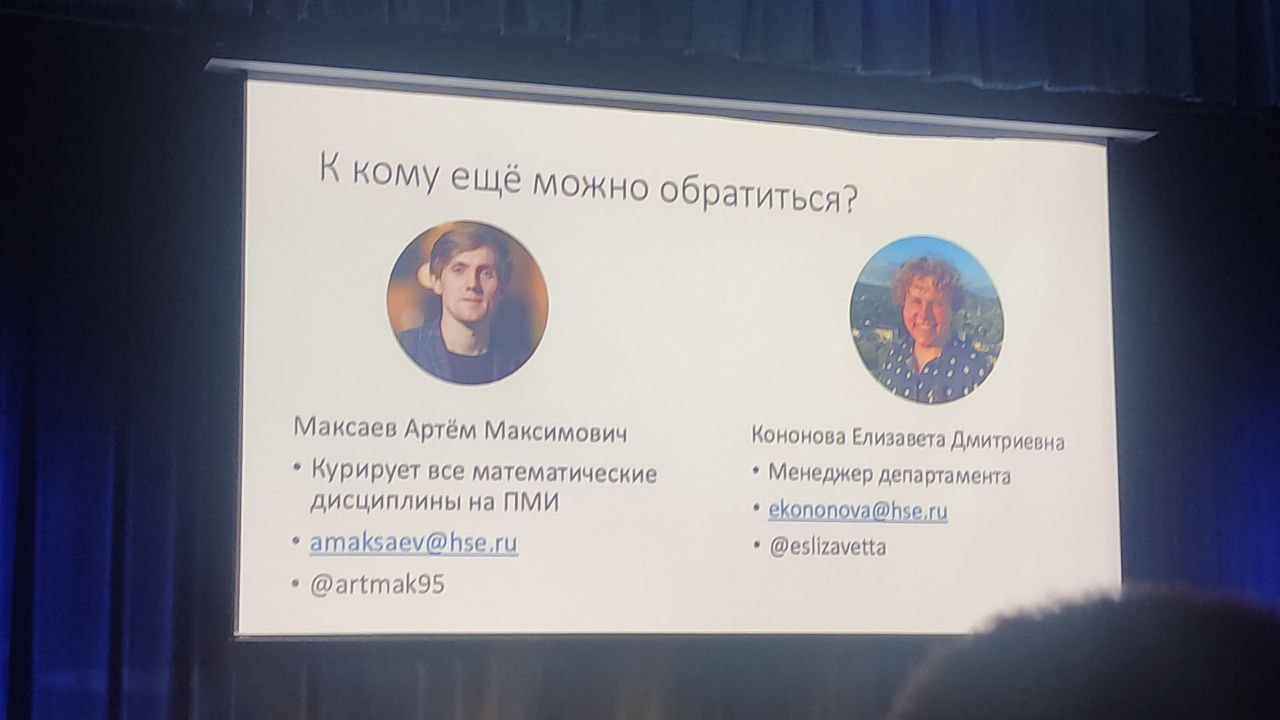 К кому ещё можно обратиться?
Максаев Артём Максимович
• Курирует все математические
дисциплины на ПМИ
• amaksaev@hse.ru
• @artmak95
Кононова Елизавета Дмитриевна
• Менеджер департамента
• ekononova@hse.ru
• @eslizavetta